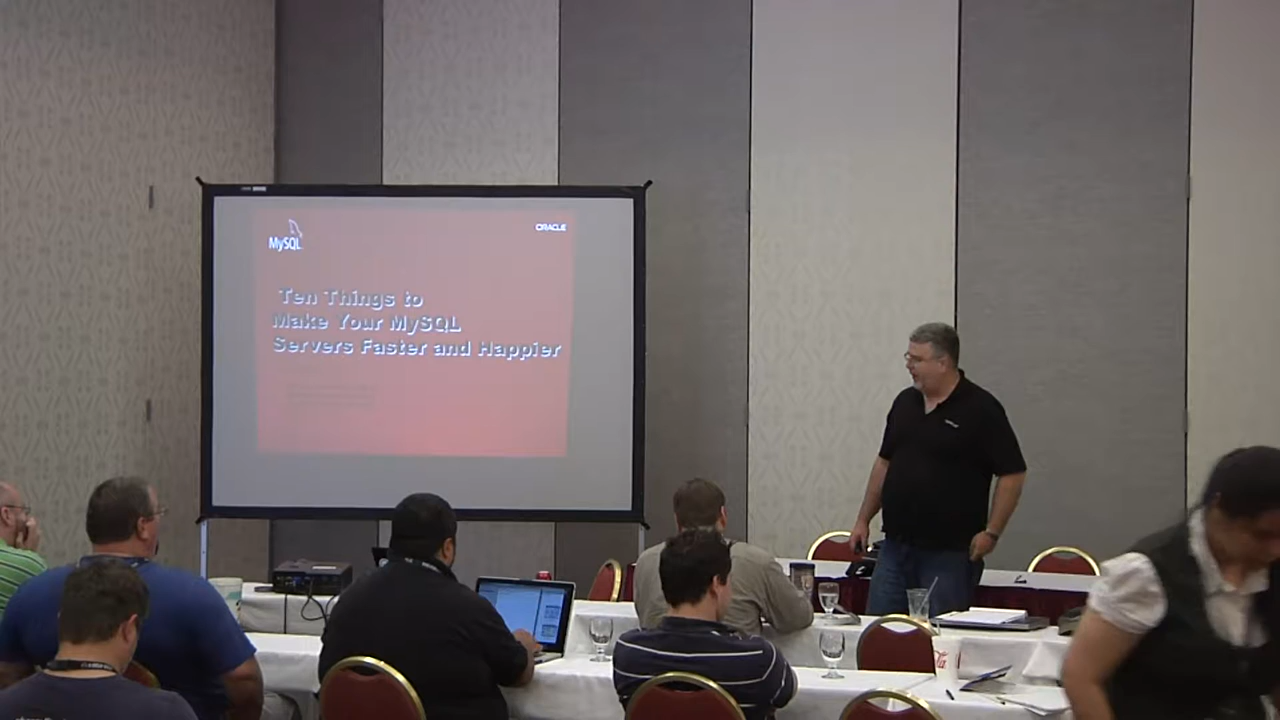 MySQL
ORACLE
Ten Things to
Make Your MySQL
Servers Faster and Happier